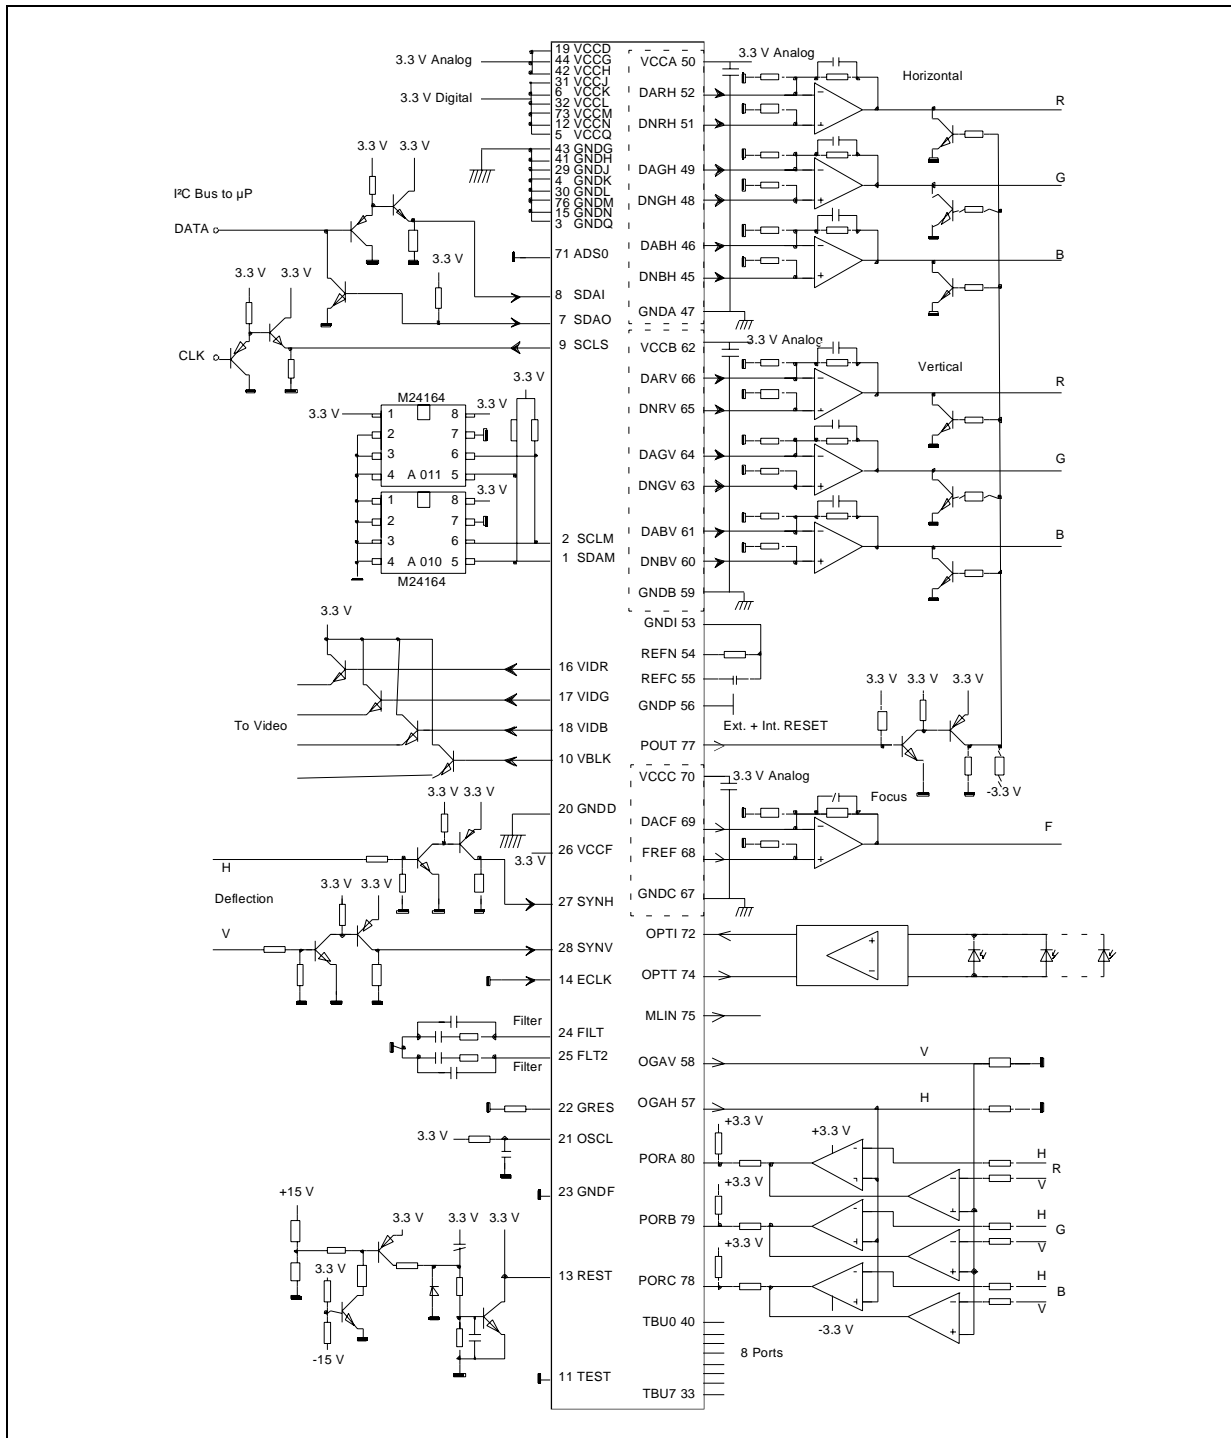 19 VCCD
44 VCCG
42 VCCH
31 VCCJ
6 VCCK
32 VCCL
73 VCCM
12 VCCN
5 VCCQ
43 GNDG
41 GNDH
29 GNDJ
4 GNDK
30 GNDL
76 GNDM
15 GNDN
3 GNDQ
71 ADS0
8 SDAI
7 SDAO
9 SCLS
2 SCLM
1 SDAM
16 VIDR
17 VIDG
18 VIDB
10 VBLK
20 GNDD
26 VCCF
27 SYNH
28 SYNV
14 ECLK
24 FILT
25 FLT2
22 GRES
21 OSCL
23 GNDF
13 REST
11 TEST
3.3 V Analog
3.3 V Digital
3.3 V
3.3 V
I²C Bus to µP
DATA
3.3 V
3.3 V
3.3 V
CLK
3.3 V
M24164
3.3 V
1
8
3.3 V
2
7
3
6
4
A 011
5
3.3 V
1
8
2
7
3
6
4
A 010
5
M24164
3.3 V
To Video
3.3 V
3.3 V
3.3 V
H
3.3 V
3.3 V
Deflection
V
Filter
Filter
3.3 V
+15 V
3.3 V
3.3 V
3.3 V
3.3 V
-15 V
VCCA 50
DARH 52
DNRH 51
DAGH 49
DNGH 48
DABH 46
DNBH 45
GNDA 47
VCCB 62
DARV 66
DNRV 65
DAGV 64
DNGV 63
DABV 61
DNBV 60
GNDB 59
GNDI 53
REFN 54
REFC 55
GNDP 56
POUT 77
VCCC 70
DACF 69
FREF 68
GNDC 67
OPTI 72
OPTT 74
MLIN 75
OGAV 58
OGAH 57
PORA 80
PORB 79
PORC 78
TBU0 40
TBU7 33
3.3 V Analog
Horizontal
R
G
B
3.3 V Analog
Vertical
R
G
B
3.3 V
3.3 V
3.3 V
Ext. + Int. RESET
-3.3 V
3.3 V Analog
Focus
F
V
H
+3.3 V
+3.3 V
H
R
V
+3.3 V
H
G
V
+3.3 V
H
B
V
-3.3 V
8 Ports